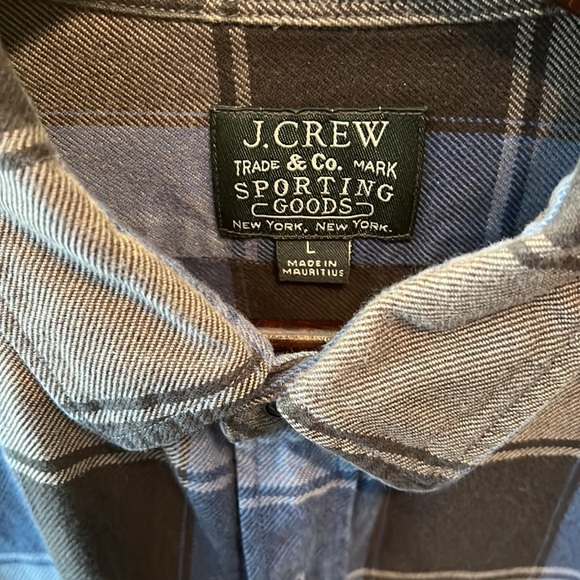 J.CREW
TRADE & Co. MARK
SPORTING
GOODS
NEW YORK, NEW YORK.
L
MADE IN
MAURITIUS